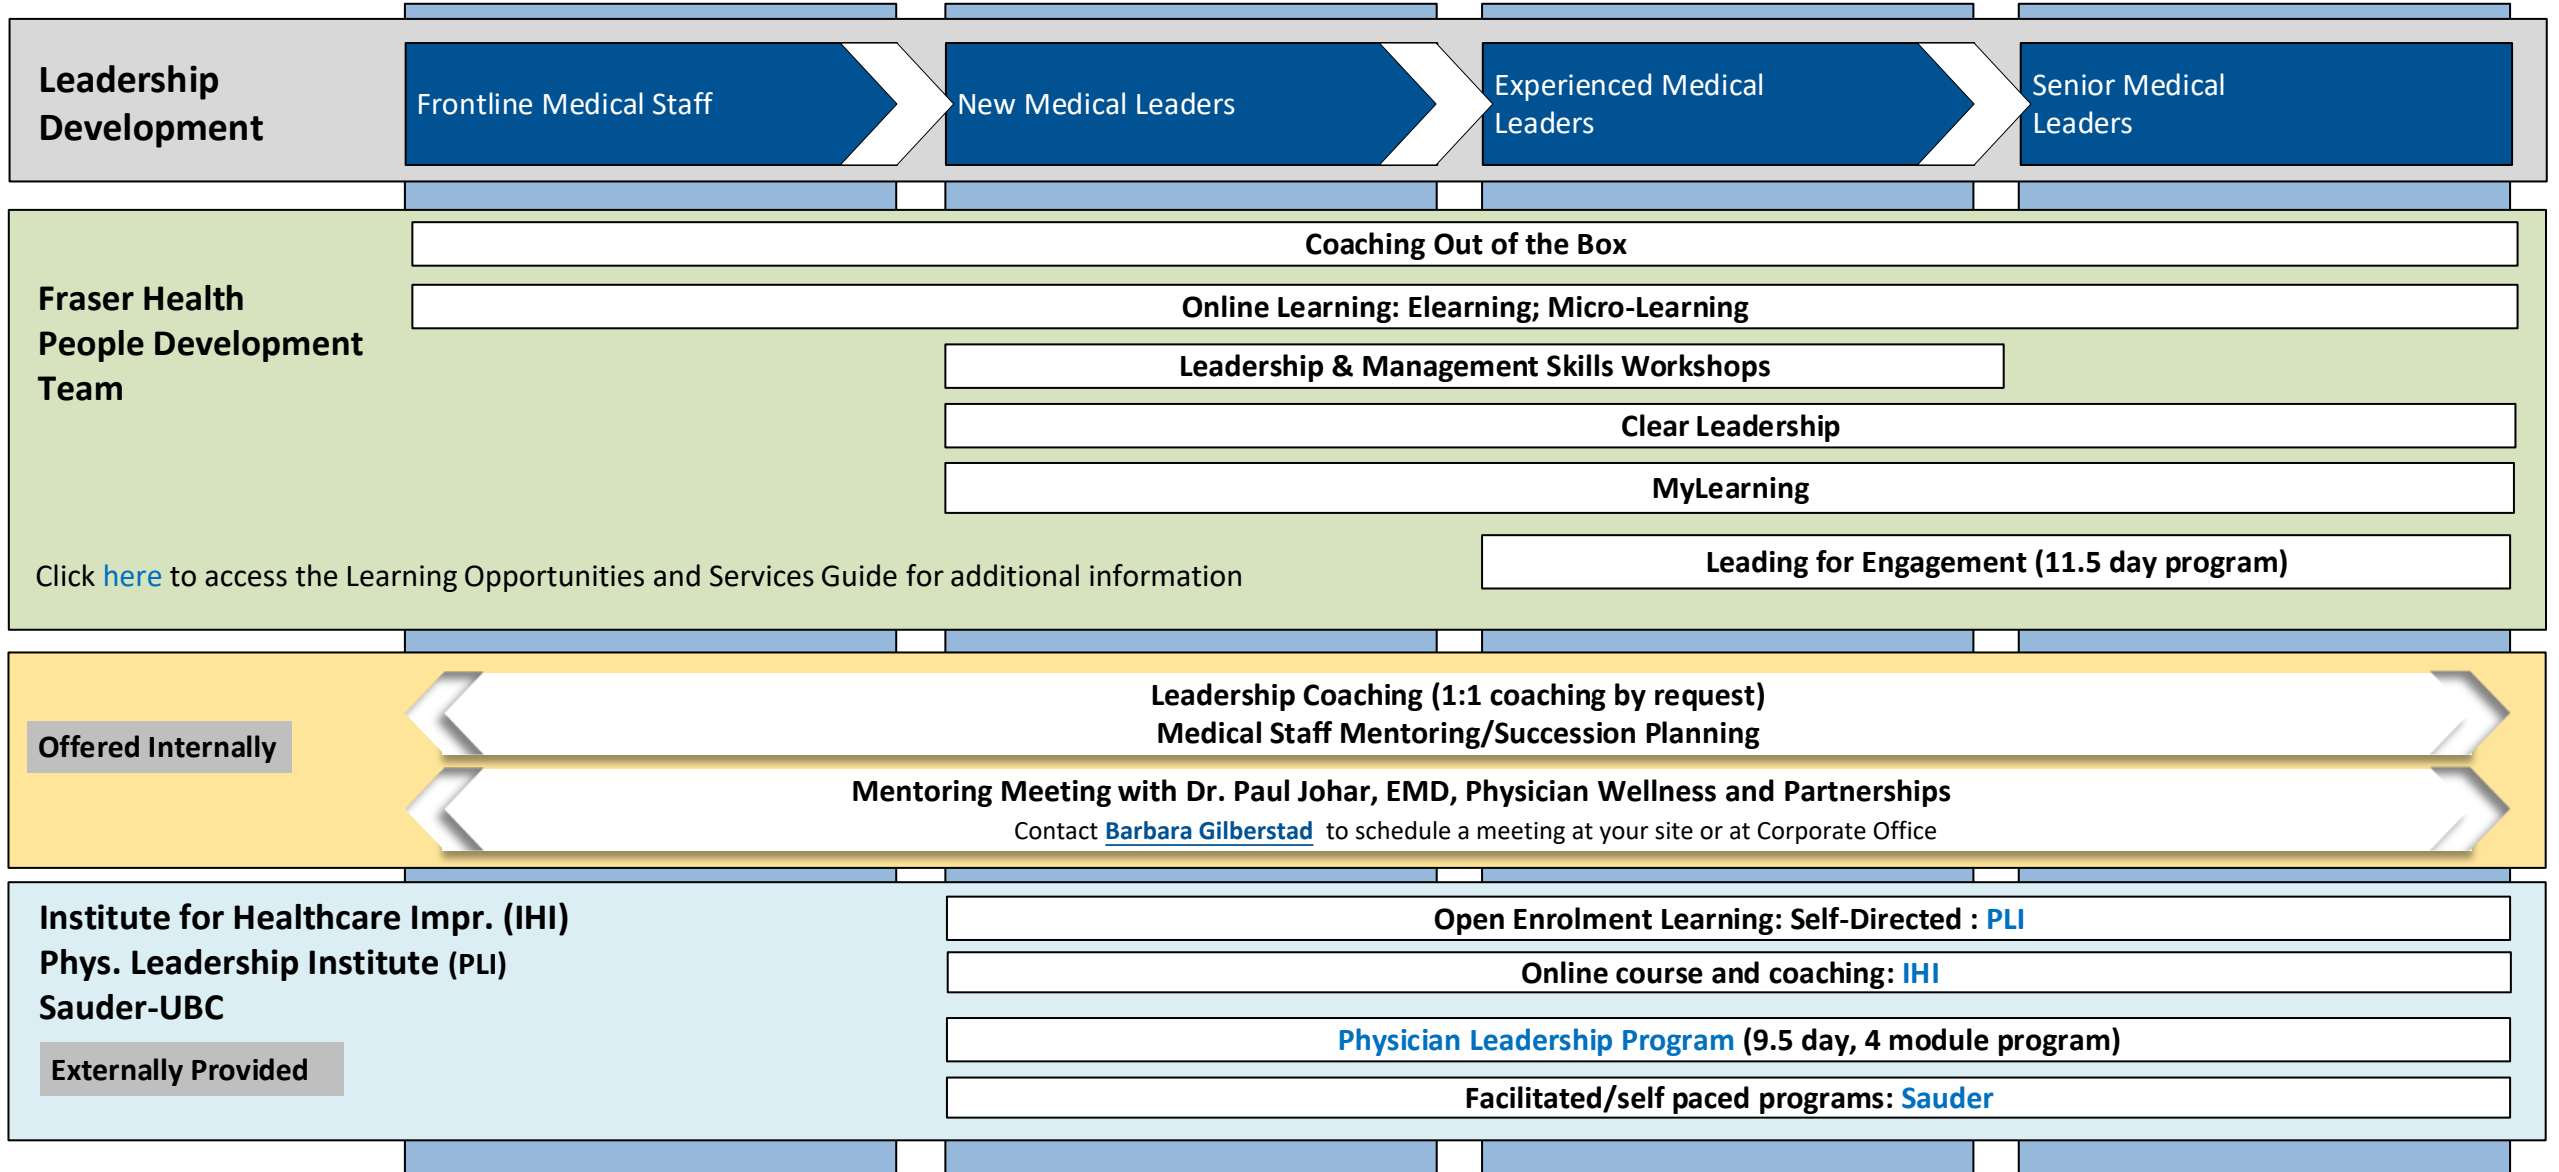 Leadership
Development
Frontline Medical Staff
New Medical Leaders
Experienced Medical
Leaders
Senior Medical
Leaders
Fraser Health
People Development
Team
Coaching Out of the Box
Online Learning: Elearning; Micro-Learning
Leadership & Management Skills Workshops
Clear Leadership
MyLearning
Leading for Engagement (11.5 day program)
Click here to access the Learning Opportunities and Services Guide for additional information
Offered Internally
Leadership Coaching (1:1 coaching by request)
Medical Staff Mentoring/Succession Planning
Mentoring Meeting with Dr. Paul Johar, EMD, Physician Wellness and Partnerships
Contact Barbara Gilberstad to schedule a meeting at your site or at Corporate Office
Institute for Healthcare Impr. (IHI)
Phys. Leadership Institute (PLI)
Sauder-UBC
Externally Provided
Open Enrolment Learning: Self-Directed : PLI
Online course and coaching: IHI
Physician Leadership Program (9.5 day, 4 module program)
Facilitated/self paced programs: Sauder